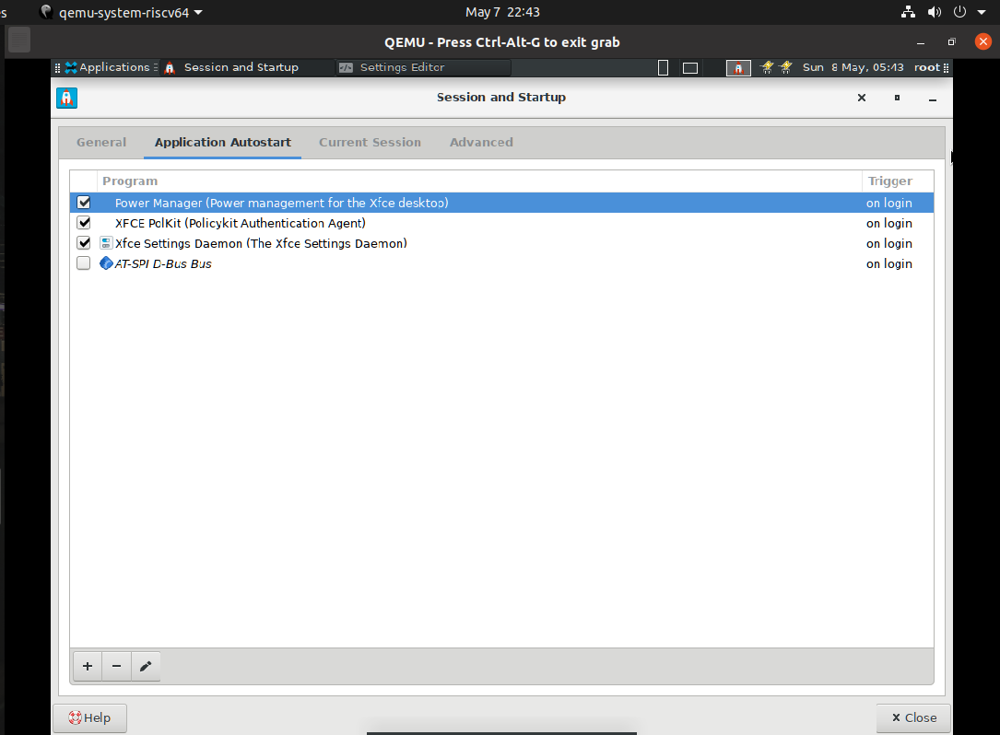 es qemu-system-riscv64 May 7 22:43
QEMU - Press Ctrl-Alt-G to exit grab
Applications Session and Startup Settings Editor Sun 8 May, 05:43 root
Session and Startup
General Application Autostart Current Session Advanced
Program Trigger
Power Manager (Power management for the Xfce desktop) on login
XFCE PolKit (Policykit Authentication Agent) on login
Xfce Settings Daemon (The Xfce Settings Daemon) on login
AT-SPI D-Bus Bus on login
Help Close